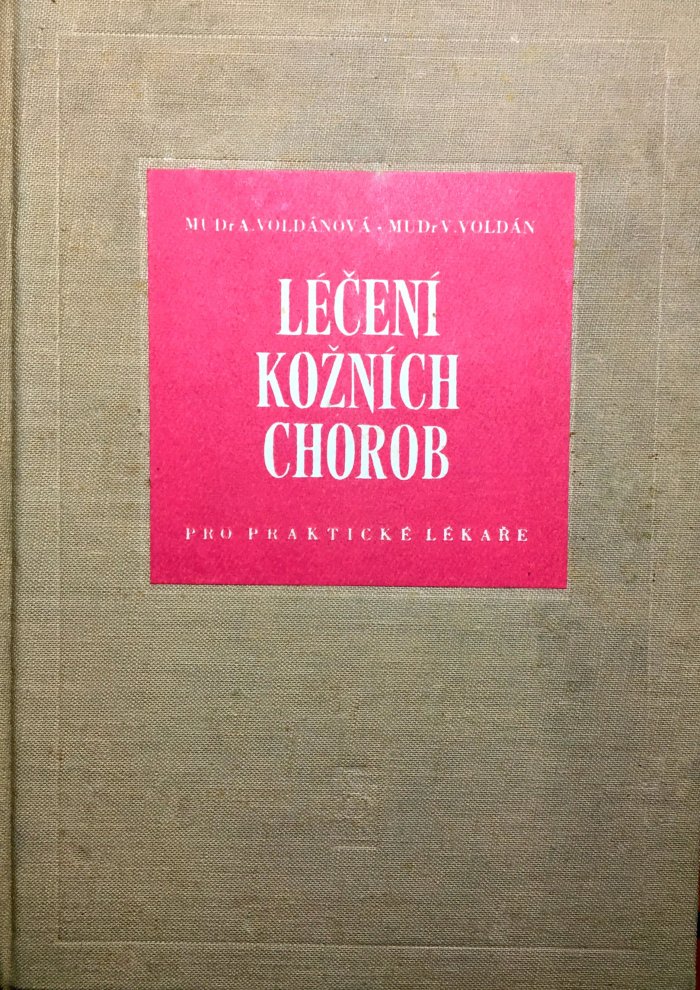 MUDr A. VOLDÁNOVÁ - MUDr V. VOLDÁN
LÉČENÍ
KOŽNÍCH
CHOROB
PRO PRAKTICKÉ LÉKAŘE